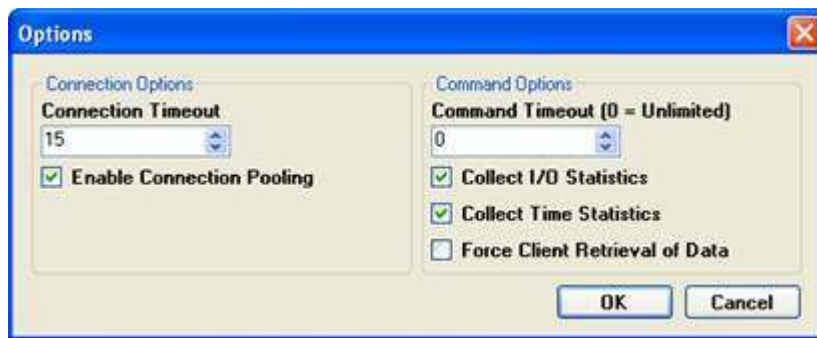 Options
Connection Options
Connection Timeout
15
Enable Connection Pooling
Command Options
Command Timeout (0 = Unlimited)
0
Collect I/O Statistics
Collect Time Statistics
Force Client Retrieval of Data
OK
Cancel